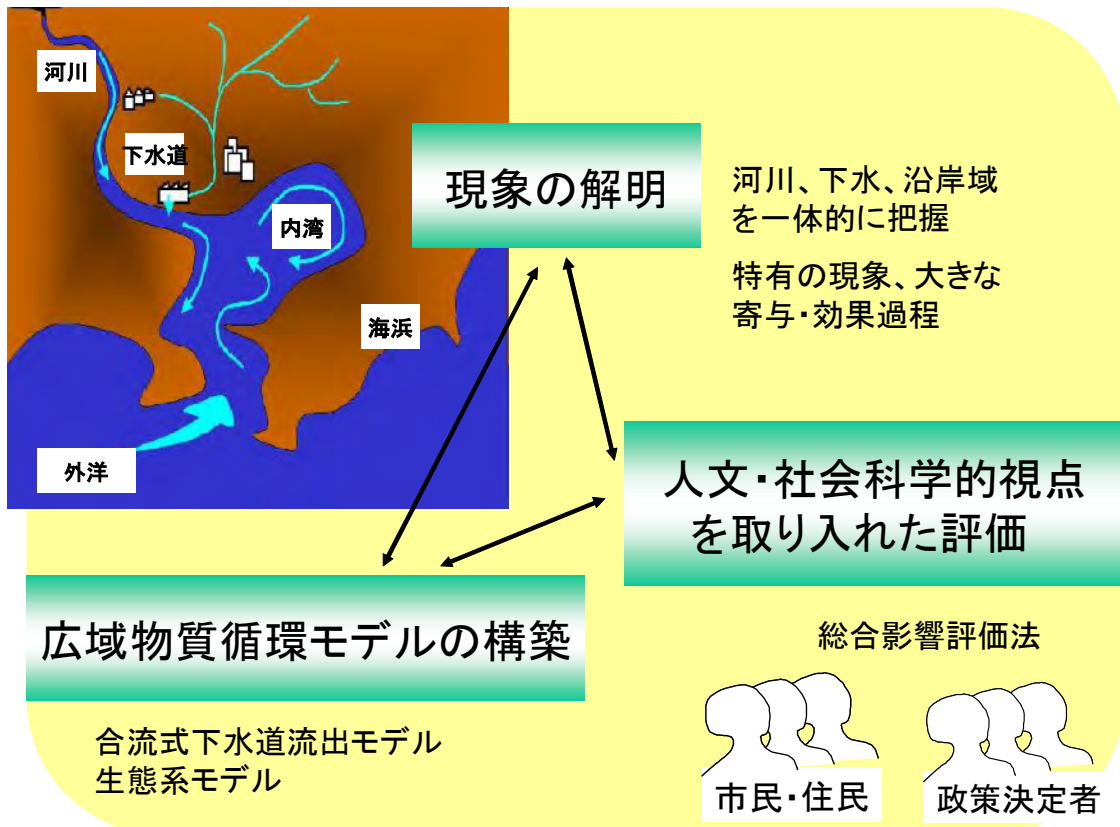 河川
下水道
内湾
海浜
外洋
現象の解明
河川、下水、沿岸域
を一体的に把握
特有の現象、大きな
寄与・効果過程
人文・社会科学的視点
を取り入れた評価
総合影響評価法
市民・住民
政策決定者
広域物質循環モデルの構築
合流式下水道流出モデル
生態系モデル